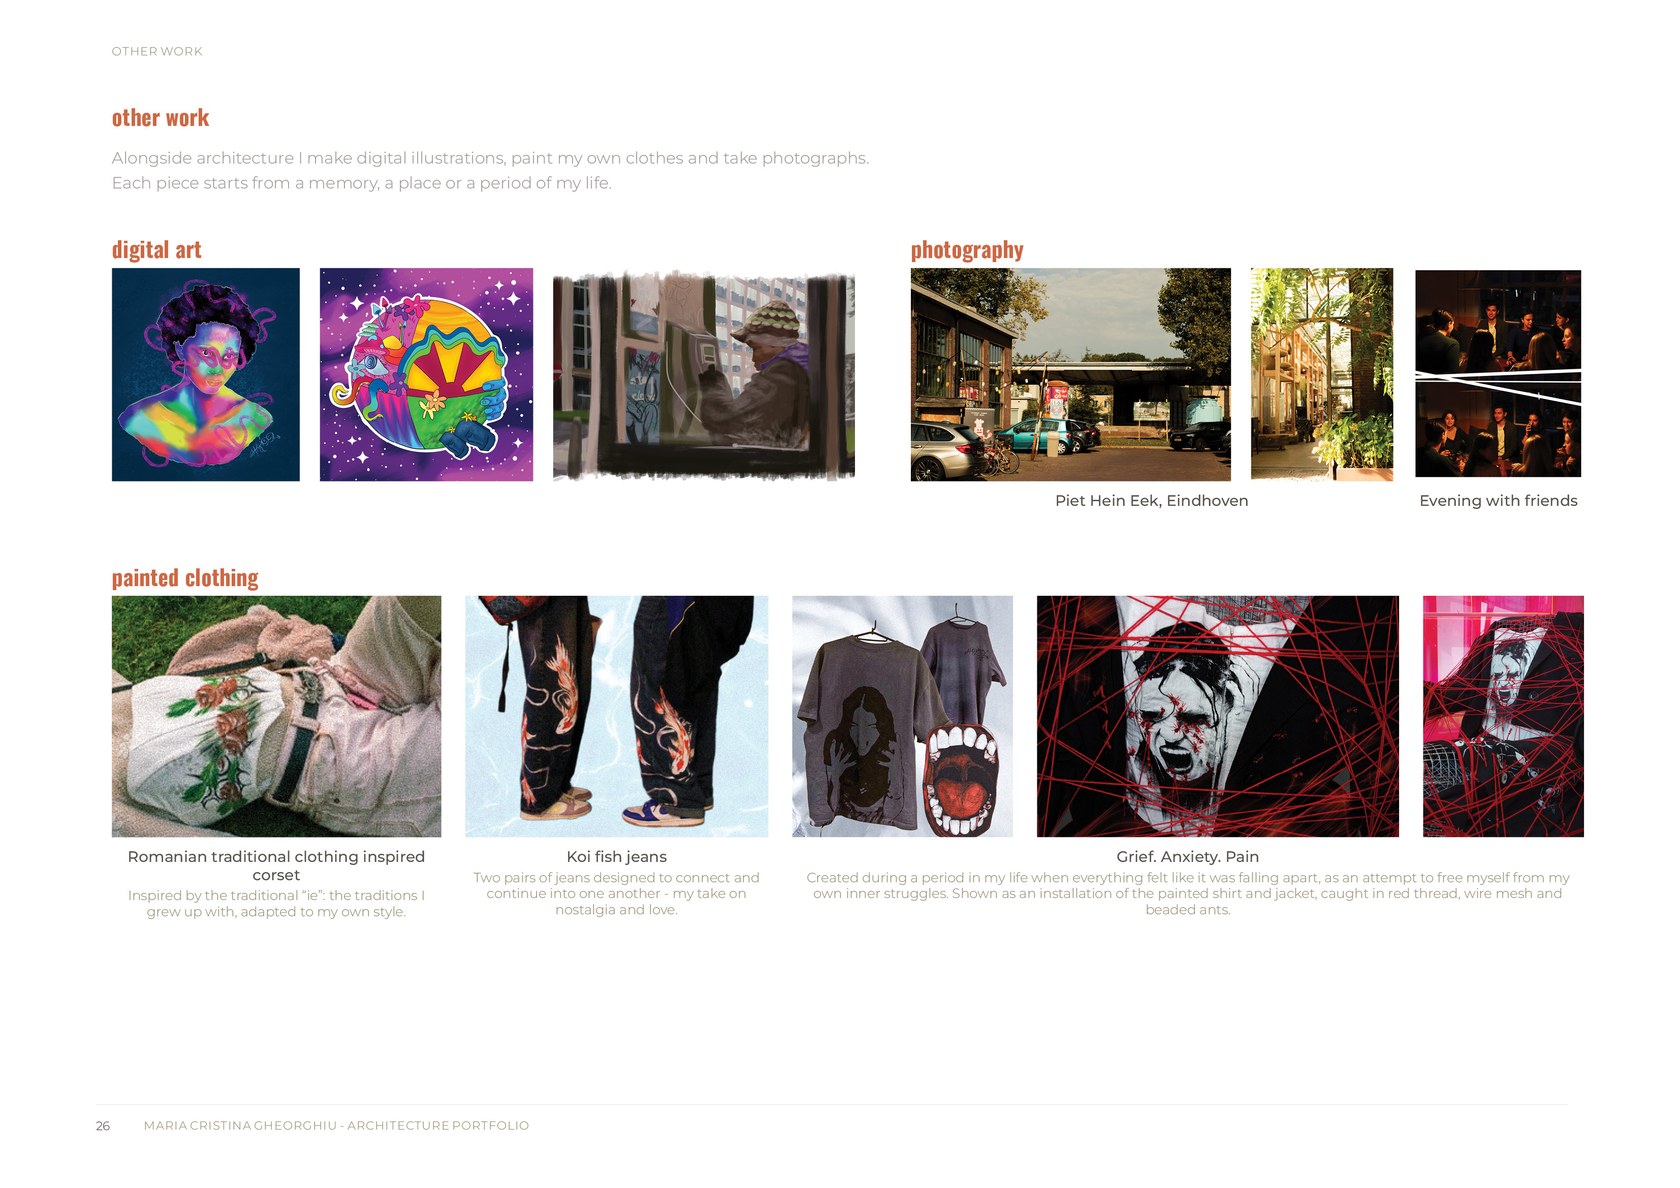 OTHER WORK
other work
Alongside architecture I make digital illustrations, paint my own clothes and take photographs.
Each piece starts from a memory, a place or a period of my life.
digital art
photography
Piet Hein Eek, Eindhoven
Evening with friends
painted clothing
Romanian traditional clothing inspired
corset
Inspired by the traditional “ie”: the traditions I
grew up with, adapted to my own style.
Koi fish jeans
Two pairs of jeans designed to connect and
continue into one another - my take on
nostalgia and love.
Grief. Anxiety. Pain
Created during a period in my life when everything felt like it was falling apart, as an attempt to free myself from my
own inner struggles. Shown as an installation of the painted shirt and jacket, caught in red thread, wire mesh and
beaded ants.
26
MARIA CRISTINA GHEORGHIU - ARCHITECTURE PORTFOLIO